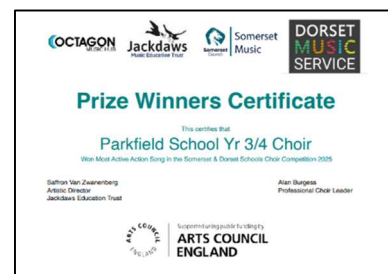 OCTAGON
MUSIC HUB
Jackdaws
Music Education Trust
Somerset
Council
Somerset
Music
DORSET
MUSIC
SERVICE
Prize Winners Certificate
This certifies that
Parkfield School Yr 3/4 Choir
Won Most Active Action Song in the Somerset & Dorset Schools Choir Competition 2025
Saffron Van Zwanenberg
Artistic Director
Jackdaws Education Trust
Alan Burgess
Professional Choir Leader
ARTS COUNCIL
ENGLAND
Supported using public funding by
ARTS COUNCIL
ENGLAND